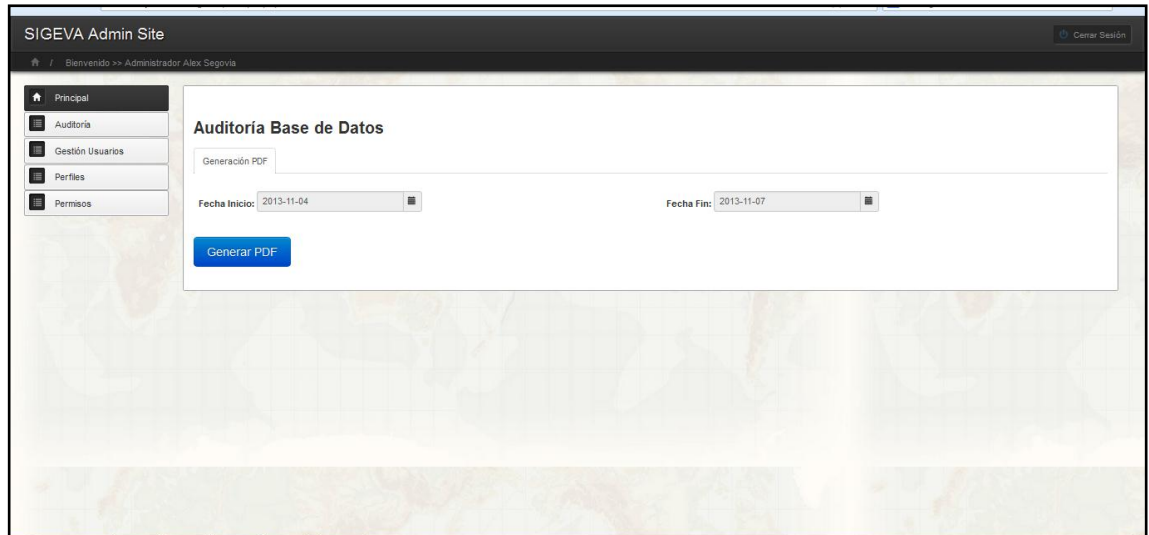 SIGEVA Admin Site
Cerrar Sesión
/ Bienvenido >> Administrador Alex Segovia
Principal
Auditoría
Gestión Usuarios
Perfiles
Permisos
Auditoría Base de Datos
Generación PDF
Fecha Inicio: 2013-11-04
Fecha Fin: 2013-11-07
Generar PDF